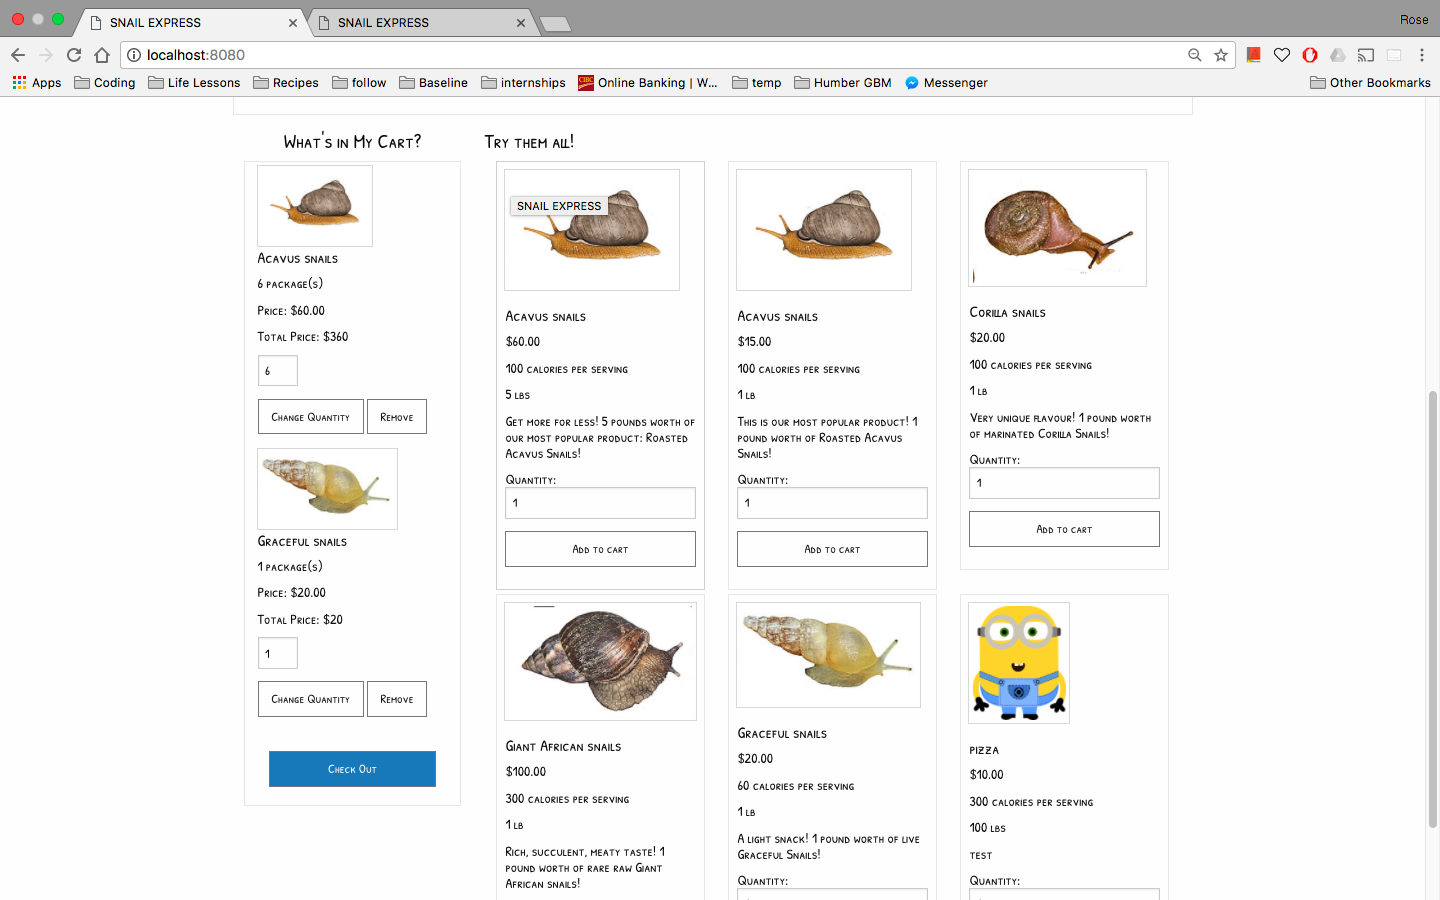 SNAIL EXPRESS
SNAIL EXPRESS
Rose
localhost:8080
Apps
Coding
Life Lessons
Recipes
follow
Baseline
internships
Online Banking | W...
temp
Humber GBM
Messenger
Other Bookmarks
What's in My Cart?
Acavus snails
6 package(s)
Price: $60.00
Total Price: $360
6
Change Quantity
Remove
Graceful snails
1 package(s)
Price: $20.00
Total Price: $20
1
Change Quantity
Remove
Check Out
Try them all!
SNAIL EXPRESS
Acavus snails
$60.00
100 calories per serving
5 lbs
Get more for less! 5 pounds worth of
our most popular product: Roasted
Acavus Snails!
Quantity:
1
Add to cart
Acavus snails
$15.00
100 calories per serving
1 lb
This is our most popular product! 1
pound worth of Roasted Acavus
Snails!
Quantity:
1
Add to cart
Corilla snails
$20.00
100 calories per serving
1 lb
Very unique flavour! 1 pound worth
of marinated Corilla Snails!
Quantity:
1
Add to cart
Giant African snails
$100.00
300 calories per serving
1 lb
Rich, succulent, meaty taste! 1
pound worth of rare raw Giant
African snails!
Graceful snails
$20.00
60 calories per serving
1 lb
A light snack! 1 pound worth of live
Graceful Snails!
Quantity:
pizza
$10.00
300 calories per serving
100 lbs
test
Quantity: